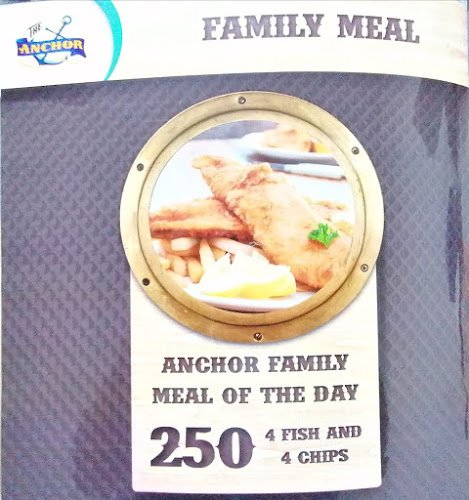 THE
ANCHOR
FAMILY MEAL
ANCHOR FAMILY
MEAL OF THE DAY
250 4 FISH AND
4 CHIPS